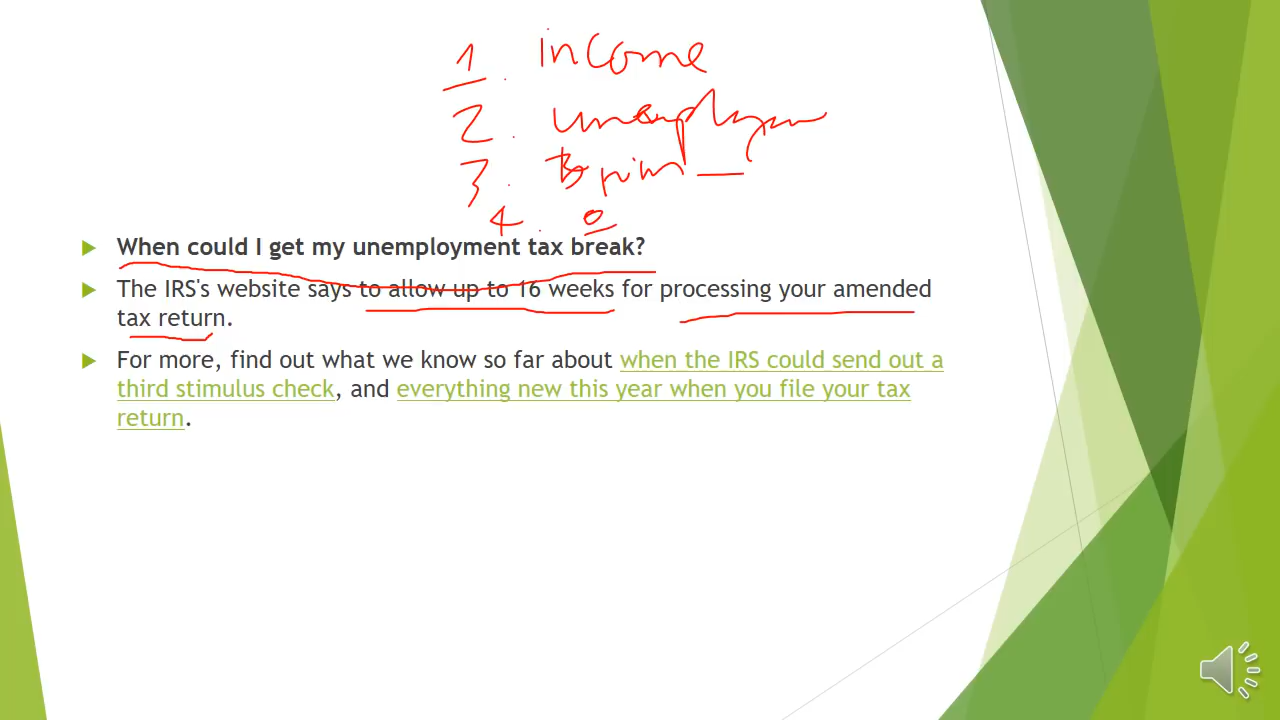 1. income
2.
3.
4. 0
When could I get my unemployment tax break?
The IRS's website says to allow up to 16 weeks for processing your amended
tax return.
For more, find out what we know so far about when the IRS could send out a
third stimulus check, and everything new this year when you file your tax
return.